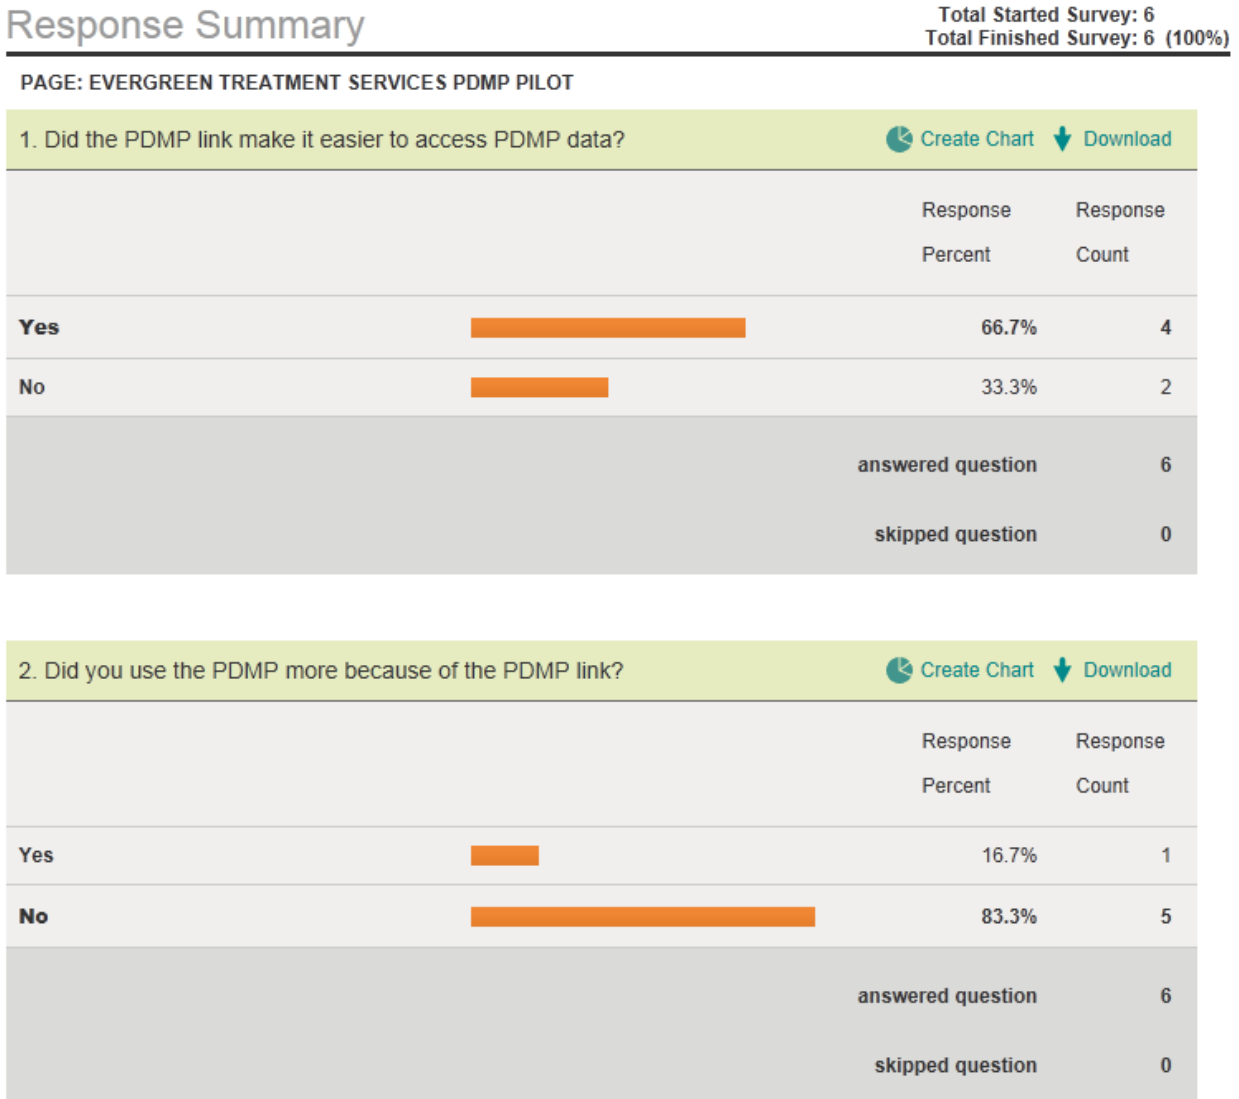 Response Summary
Total Started Survey: 6
Total Finished Survey: 6 (100%)
PAGE: EVERGREEN TREATMENT SERVICES PDMP PILOT
1. Did the PDMP link make it easier to access PDMP data? Create Chart Download
Response Response
Percent Count
Yes 66.7% 4
No 33.3% 2
answered question 6
skipped question 0
2. Did you use the PDMP more because of the PDMP link? Create Chart Download
Response Response
Percent Count
Yes 16.7% 1
No 83.3% 5
answered question 6
skipped question 0